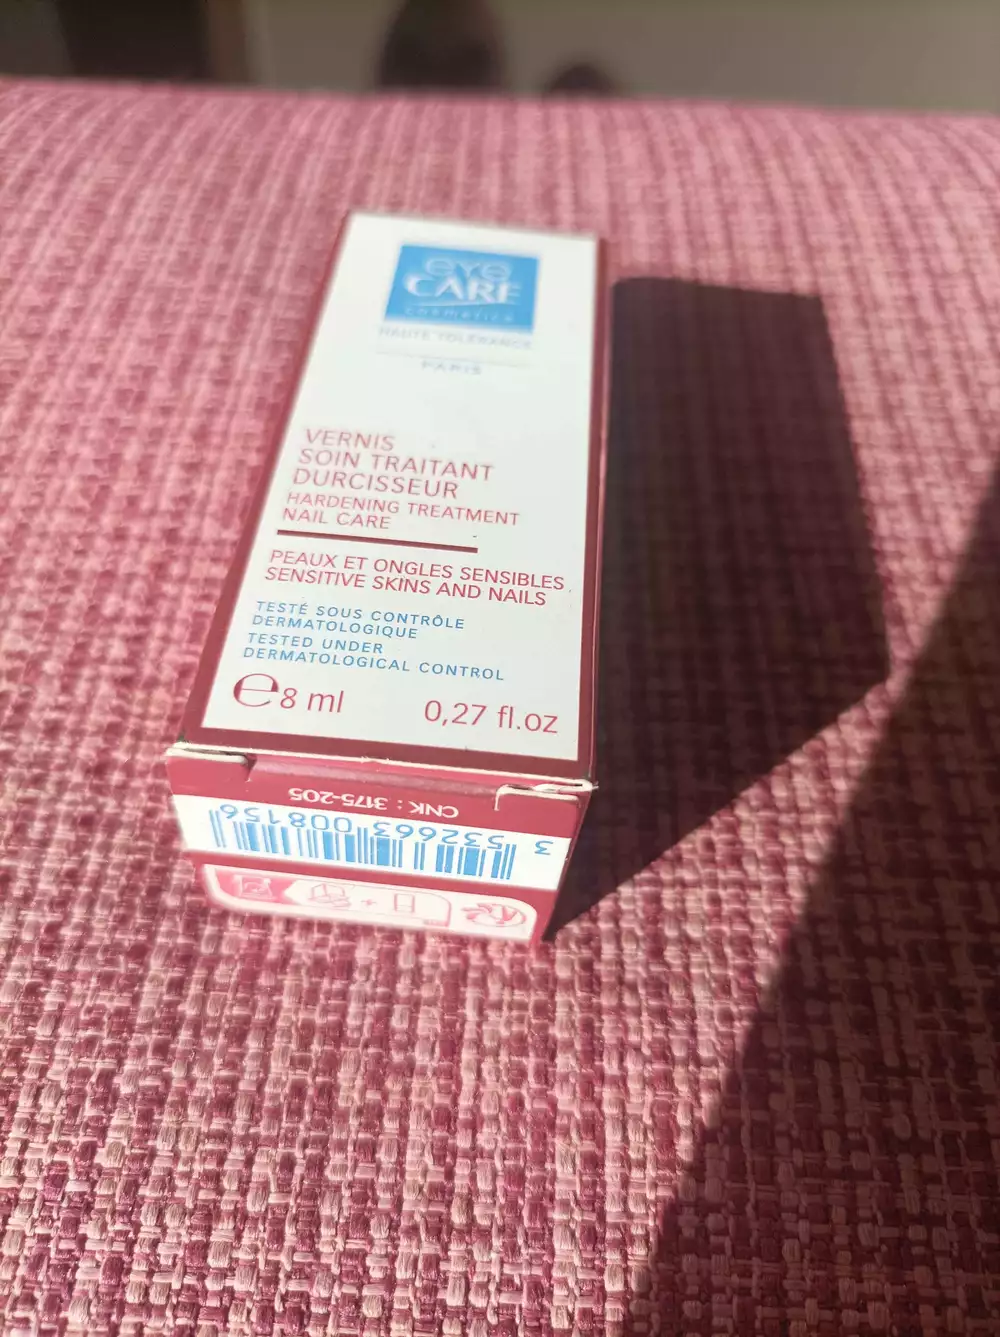 eye
CARE
cosmetics
HAUTE TOLÉRANCE
PARIS
VERNIS
SOIN TRAITANT
DURCISSEUR
HARDENING TREATMENT
NAIL CARE
PEAUX ET ONGLES SENSIBLES
SENSITIVE SKINS AND NAILS
TESTÉ SOUS CONTRÔLE
DERMATOLOGIQUE
TESTED UNDER
DERMATOLOGICAL CONTROL
℮8 ml 0,27 fl.oz
CNK : 3175-205
3 532663 008156